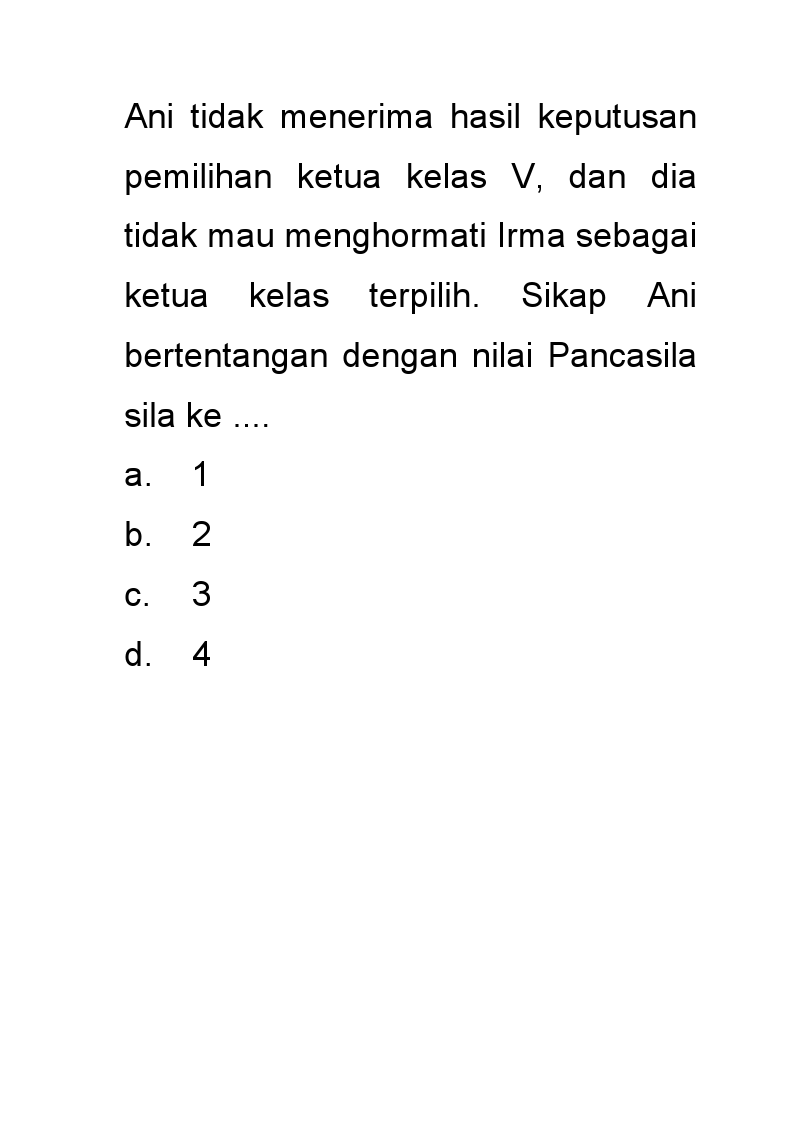 Ani tidak menerima hasil keputusan
pemilihan ketua kelas V, dan dia
tidak mau menghormati Irma sebagai
ketua kelas terpilih. Sikap Ani
bertentangan dengan nilai Pancasila
sila ke ....
a. 1
b. 2
c. 3
d. 4